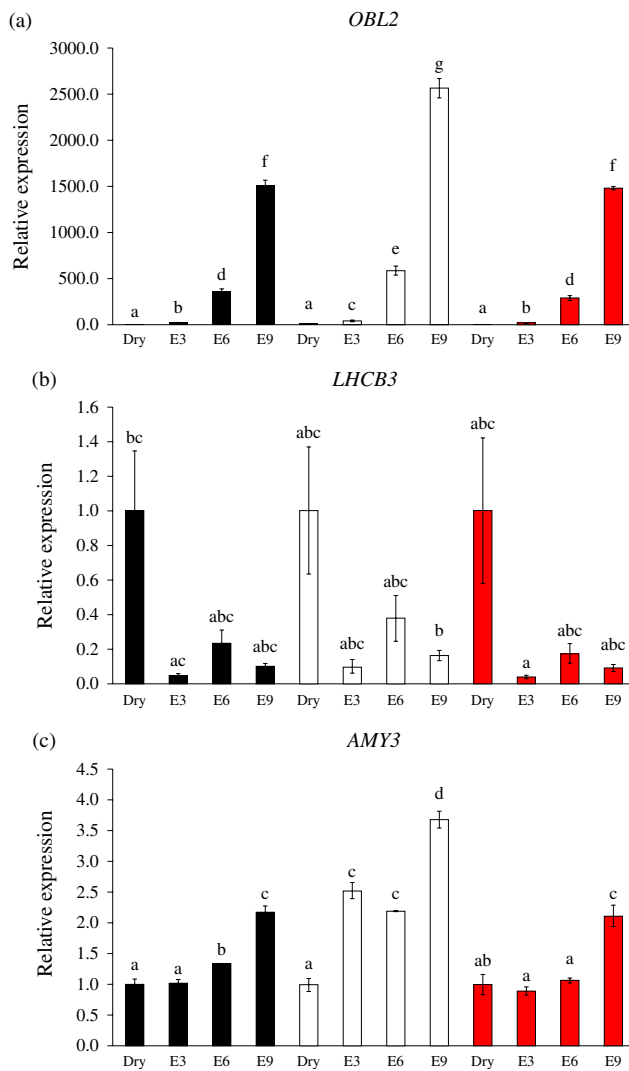 (a)
OBL2
Relative expression
3000.0
2500.0
2000.0
1500.0
1000.0
500.0
0.0
a b d f a c e g a b d f
Dry E3 E6 E9 Dry E3 E6 E9 Dry E3 E6 E9
(b)
LHCB3
Relative expression
1.6
1.4
1.2
1.0
0.8
0.6
0.4
0.2
0.0
bc ac abc abc abc abc abc b abc a abc abc
Dry E3 E6 E9 Dry E3 E6 E9 Dry E3 E6 E9
(c)
AMY3
Relative expression
4.5
4.0
3.5
3.0
2.5
2.0
1.5
1.0
0.5
0.0
a a b c a c c d ab a a c
Dry E3 E6 E9 Dry E3 E6 E9 Dry E3 E6 E9